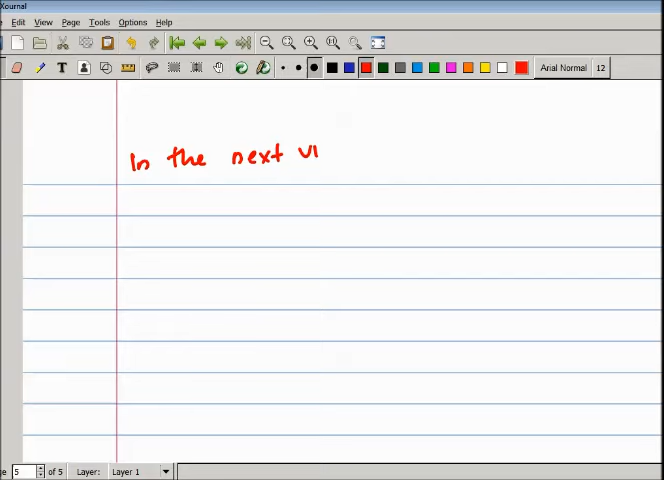 Xournal
Edit View Page Tools Options Help
Arial Normal 12
In the next vi
5 of 5 Layer: Layer 1